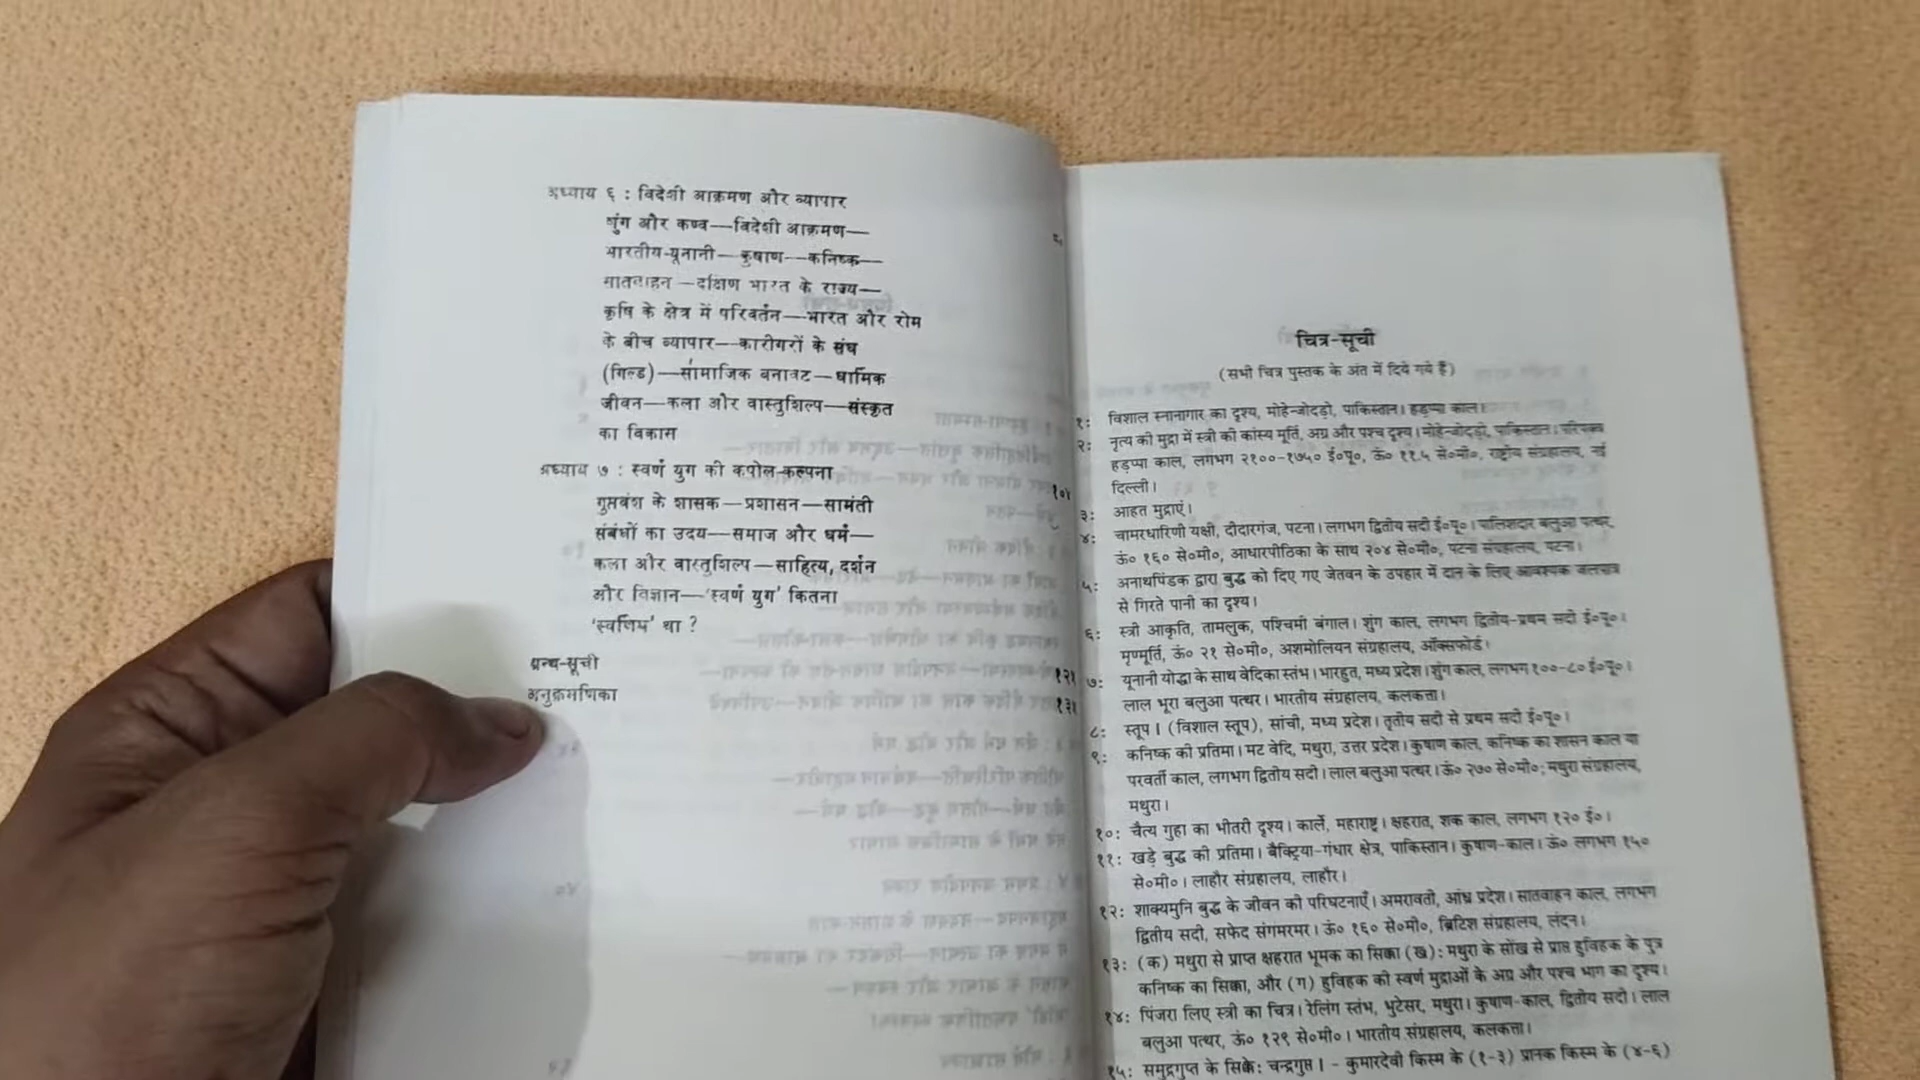 अध्याय ६ : विदेशी आक्रमण और व्यापार
शुंग और कण्व—विदेशी आक्रमण—
भारतीय-यूनानी—कुषाण—कनिष्क—
सातवाहन—दक्षिण भारत के राज्य—
कृषि के क्षेत्र में परिवर्तन—भारत और रोम
के बीच व्यापार—कारीगरों के संघ
(गिल्ड)—सामाजिक बनावट—धार्मिक
जीवन—कला और वास्तुशिल्प—संस्कृत
का विकास
अध्याय ७ : स्वर्ण युग की कपोल-कल्पना
१०४
गुप्तवंश के शासक—प्रशासन—सामंती
संबंधों का उदय—समाज और धर्म—
कला और वास्तुशिल्प—साहित्य, दर्शन
और विज्ञान—'स्वर्ण युग' कितना
'स्वर्णिम' था ?
ग्रन्थ-सूची
अनुक्रमणिका
चित्र-सूची
(सभी चित्र पुस्तक के अंत में दिये गये हैं)
१: विशाल स्नानागार का दृश्य, मोहेन्जोदड़ो, पाकिस्तान। हड़प्पा काल।
२: नृत्य की मुद्रा में स्त्री की कांस्य मूर्ति, अग्र और पश्च दृश्य। मोहेन्जोदड़ो, पाकिस्तान। परिपक्व
हड़प्पा काल, लगभग २१००-१७५० ई०पू०, ऊं० ११.५ से०मी०, राष्ट्रीय संग्रहालय, नई
दिल्ली।
३: आहत मुद्राएं।
४: चामरधारिणी यक्षी, दीदारगंज, पटना। लगभग द्वितीय सदी ई०पू०। पालिशदार बलुआ पत्थर,
ऊं० १६० से०मी०, आधारपीठिका के साथ २०४ से०मी०, पटना संग्रहालय, पटना।
५: अनाथपिंडक द्वारा बुद्ध को दिए गए जेतवन के उपहार में दान के लिए आवश्यक जलपात्र
से गिरते पानी का दृश्य।
६: स्त्री आकृति, तामलुक, पश्चिमी बंगाल। शुंग काल, लगभग द्वितीय-प्रथम सदी ई०पू०।
मृण्मूर्ति, ऊं० २१ से०मी०, अशमोलियन संग्रहालय, ऑक्सफोर्ड।
७: यूनानी योद्धा के साथ वेदिका स्तंभ। भारहुत, मध्य प्रदेश। शुंग काल, लगभग १००-८० ई०पू०।
लाल भूरा बलुआ पत्थर। भारतीय संग्रहालय, कलकत्ता।
८: स्तूप I (विशाल स्तूप), सांची, मध्य प्रदेश। तृतीय सदी से प्रथम सदी ई०पू०।
९: कनिष्क की प्रतिमा। मट वेदि, मथुरा, उत्तर प्रदेश। कुषाण काल, कनिष्क का शासन काल या
परवर्ती काल, लगभग द्वितीय सदी। लाल बलुआ पत्थर। ऊं० २७० से०मी०; मथुरा संग्रहालय,
मथुरा।
१०: चैत्य गुहा का भीतरी दृश्य। कार्ले, महाराष्ट्र। क्षहरात, शक काल, लगभग १२० ई०।
११: खड़े बुद्ध की प्रतिमा। बैक्ट्रिया-गंधार क्षेत्र, पाकिस्तान। कुषाण-काल। ऊं० लगभग १५०
से०मी०। लाहौर संग्रहालय, लाहौर।
१२: शाक्यमुनि बुद्ध के जीवन की परिघटनाएँ। अमरावती, आंध्र प्रदेश। सातवाहन काल, लगभग
द्वितीय सदी, सफेद संगमरमर। ऊं० १६० से०मी०, ब्रिटिश संग्रहालय, लंदन।
१३: (क) मथुरा से प्राप्त क्षहरात भूमक का सिक्का (ख): मथुरा के सोंख से प्राप्त हुविहक के पुत्र
कनिष्क का सिक्का, और (ग) हुविहक की स्वर्ण मुद्राओं के अग्र और पश्च भाग का दृश्य।
१४: पिंजरा लिए स्त्री का चित्र। रेलिंग स्तंभ, भुटेसर, मथुरा। कुषाण-काल, द्वितीय सदी। लाल
बलुआ पत्थर, ऊं० १२९ से०मी०। भारतीय संग्रहालय, कलकत्ता।
१५: समुद्रगुप्त के सिक्के: चन्द्रगुप्त I - कुमारदेवी किस्म के (१-३) प्रानक किस्म के (४-६)